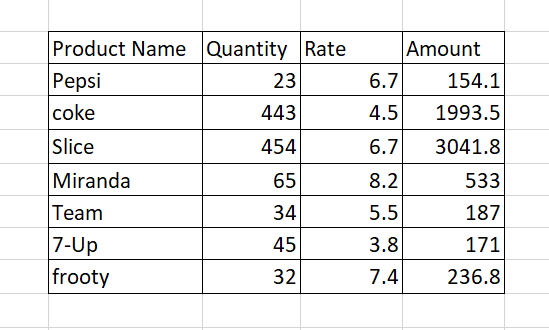 Product Name Quantity Rate Amount
Pepsi 23 6.7 154.1
coke 443 4.5 1993.5
Slice 454 6.7 3041.8
Miranda 65 8.2 533
Team 34 5.5 187
7-Up 45 3.8 171
frooty 32 7.4 236.8